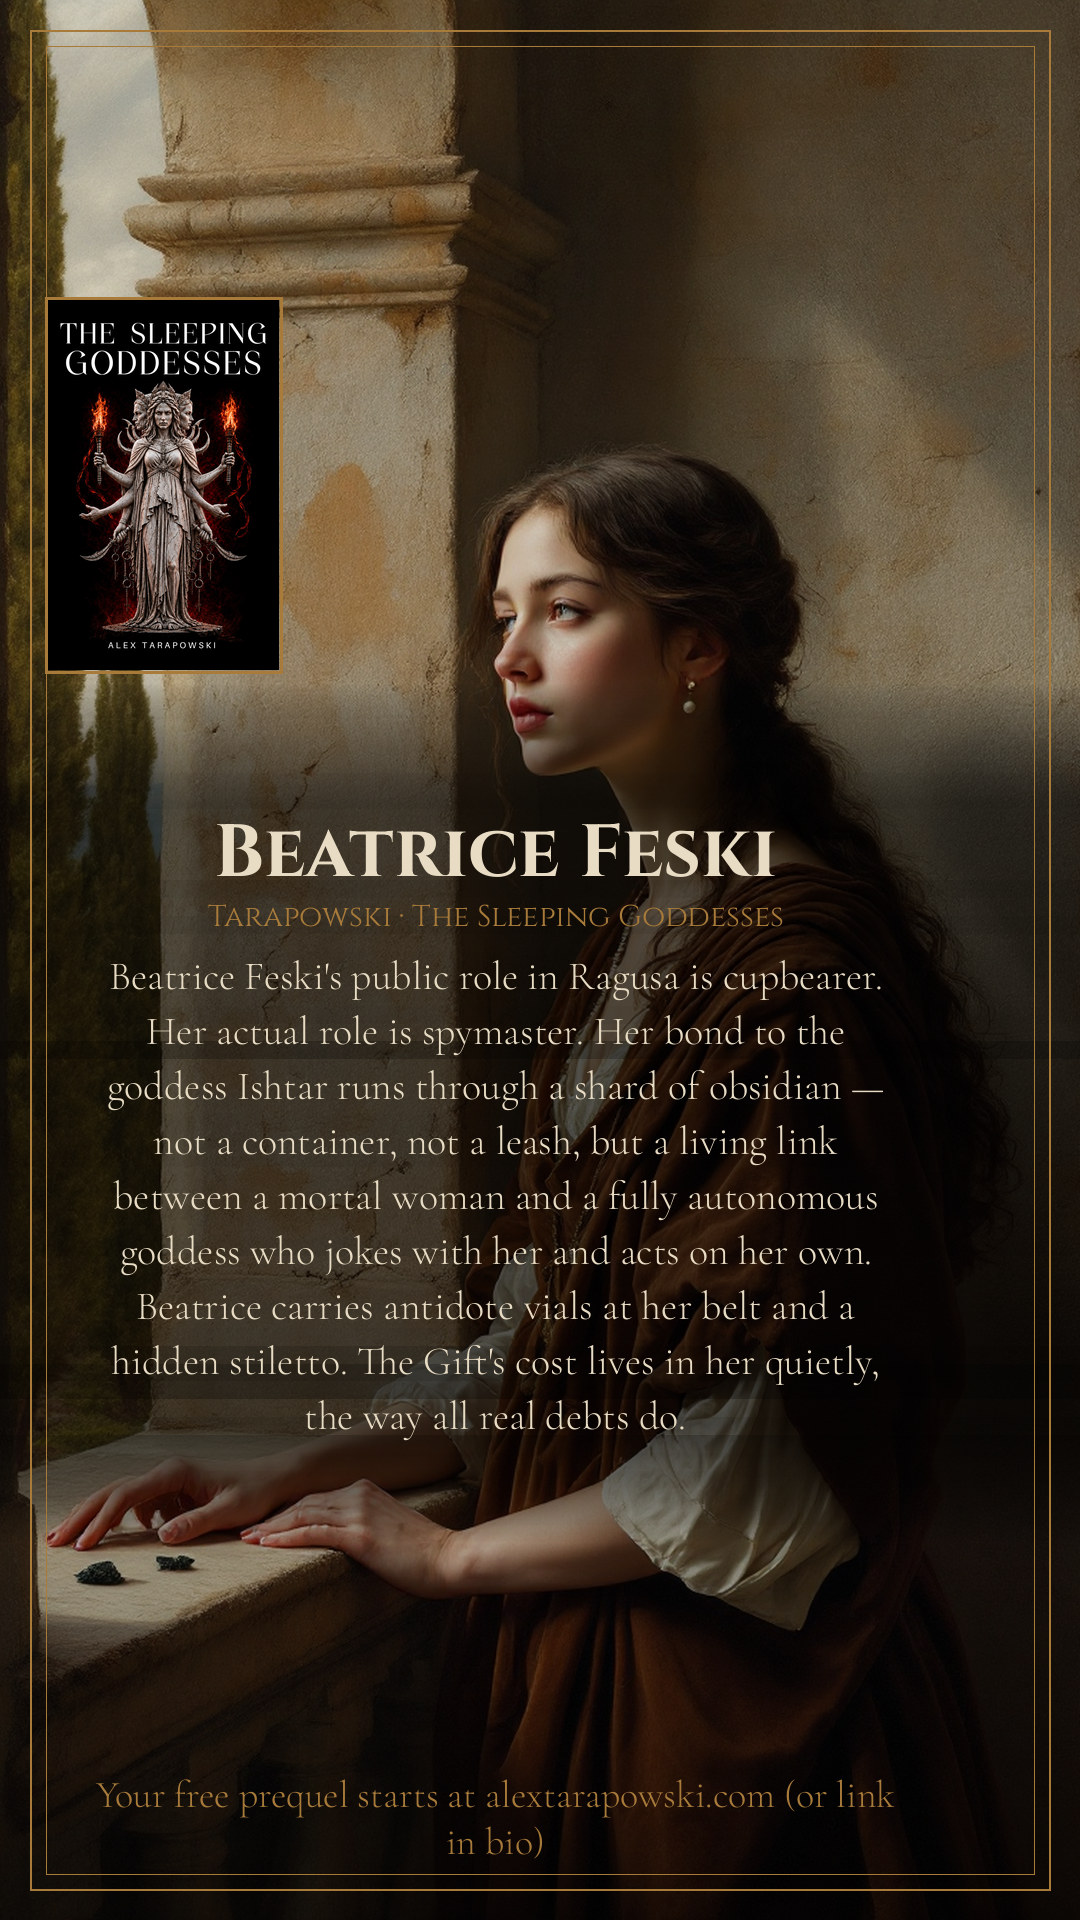 THE SLEEPING
GODDESSES
ALEX TARAPOWSKI
BEATRICE FESKI
TARAPOWSKI · THE SLEEPING GODDESSES
Beatrice Feski's public role in Ragusa is cupbearer.
Her actual role is spymaster. Her bond to the
goddess Ishtar runs through a shard of obsidian —
not a container, not a leash, but a living link
between a mortal woman and a fully autonomous
goddess who jokes with her and acts on her own.
Beatrice carries antidote vials at her belt and a
hidden stiletto. The Gift's cost lives in her quietly,
the way all real debts do.
Your free prequel starts at alextarapowski.com (or link
in bio)